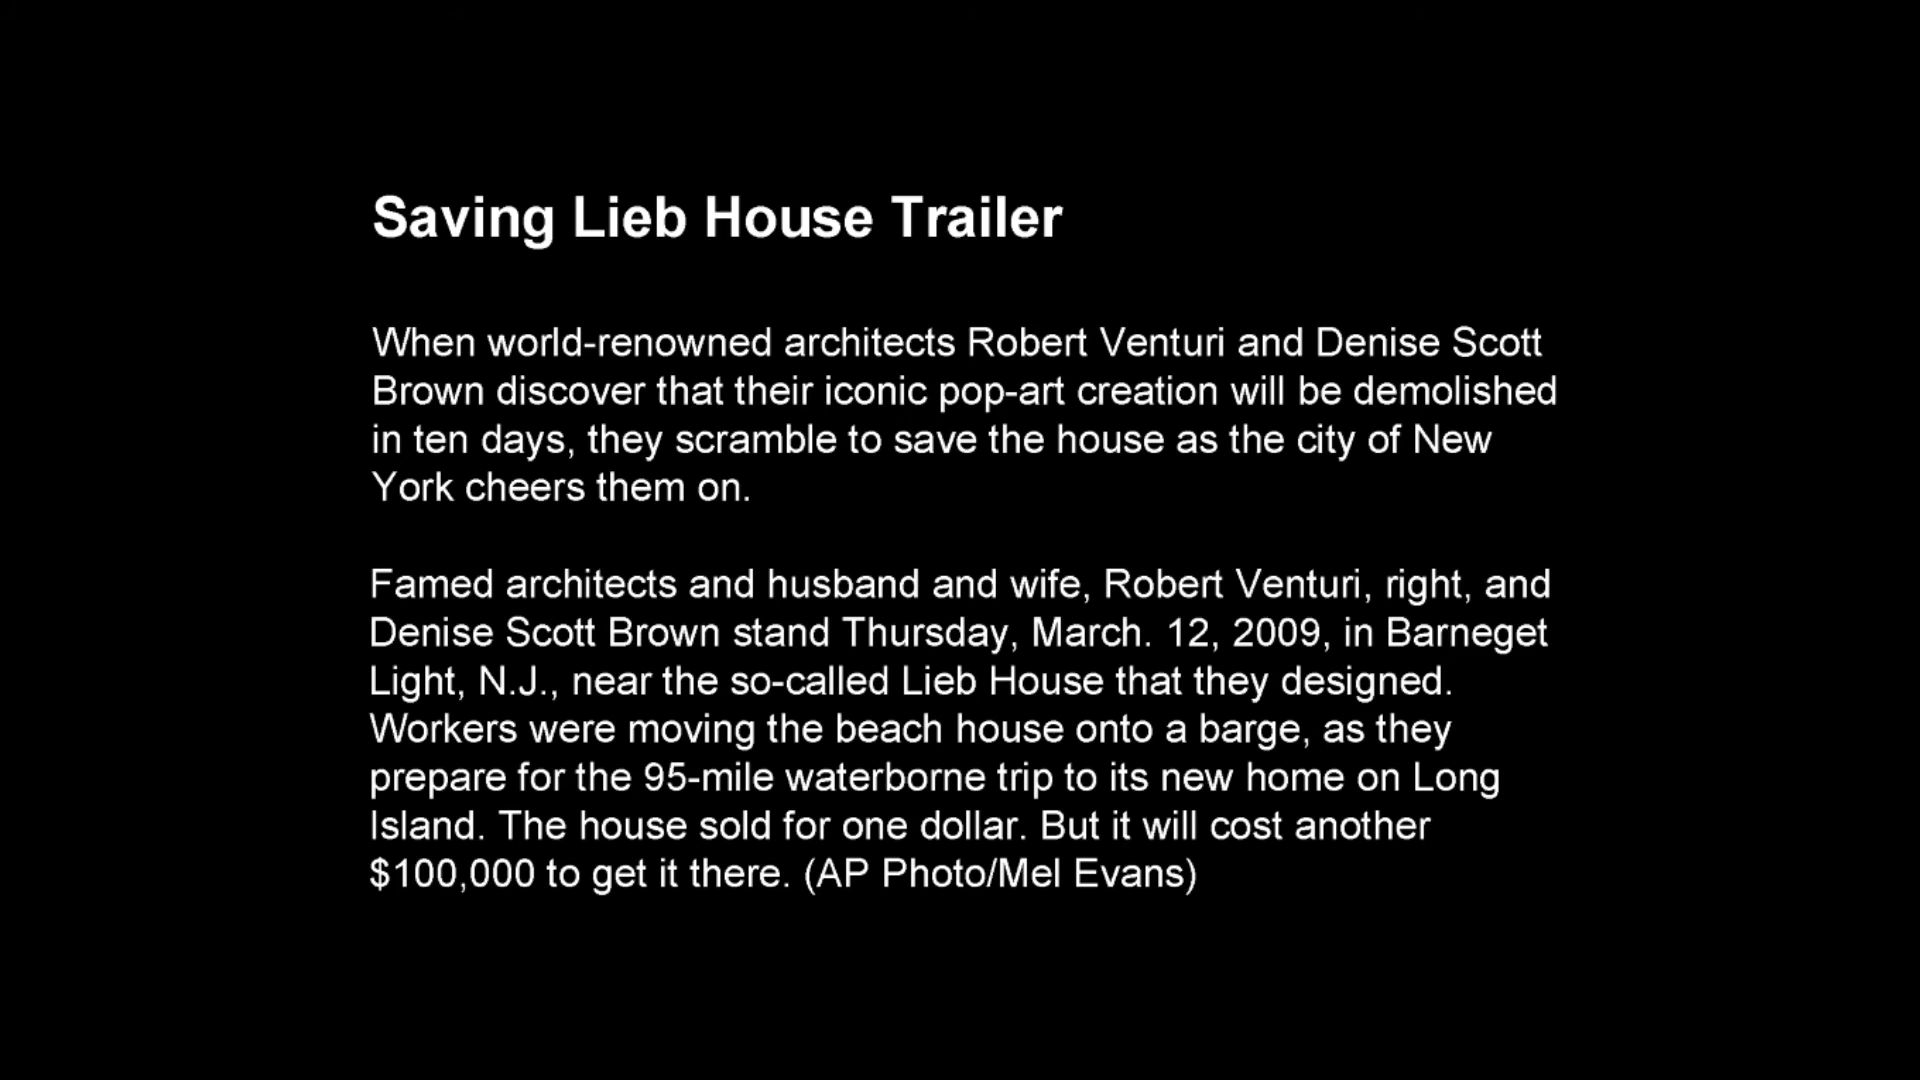 Saving Lieb House Trailer
When world-renowned architects Robert Venturi and Denise Scott
Brown discover that their iconic pop-art creation will be demolished
in ten days, they scramble to save the house as the city of New
York cheers them on.
Famed architects and husband and wife, Robert Venturi, right, and
Denise Scott Brown stand Thursday, March. 12, 2009, in Barneget
Light, N.J., near the so-called Lieb House that they designed.
Workers were moving the beach house onto a barge, as they
prepare for the 95-mile waterborne trip to its new home on Long
Island. The house sold for one dollar. But it will cost another
$100,000 to get it there. (AP Photo/Mel Evans)